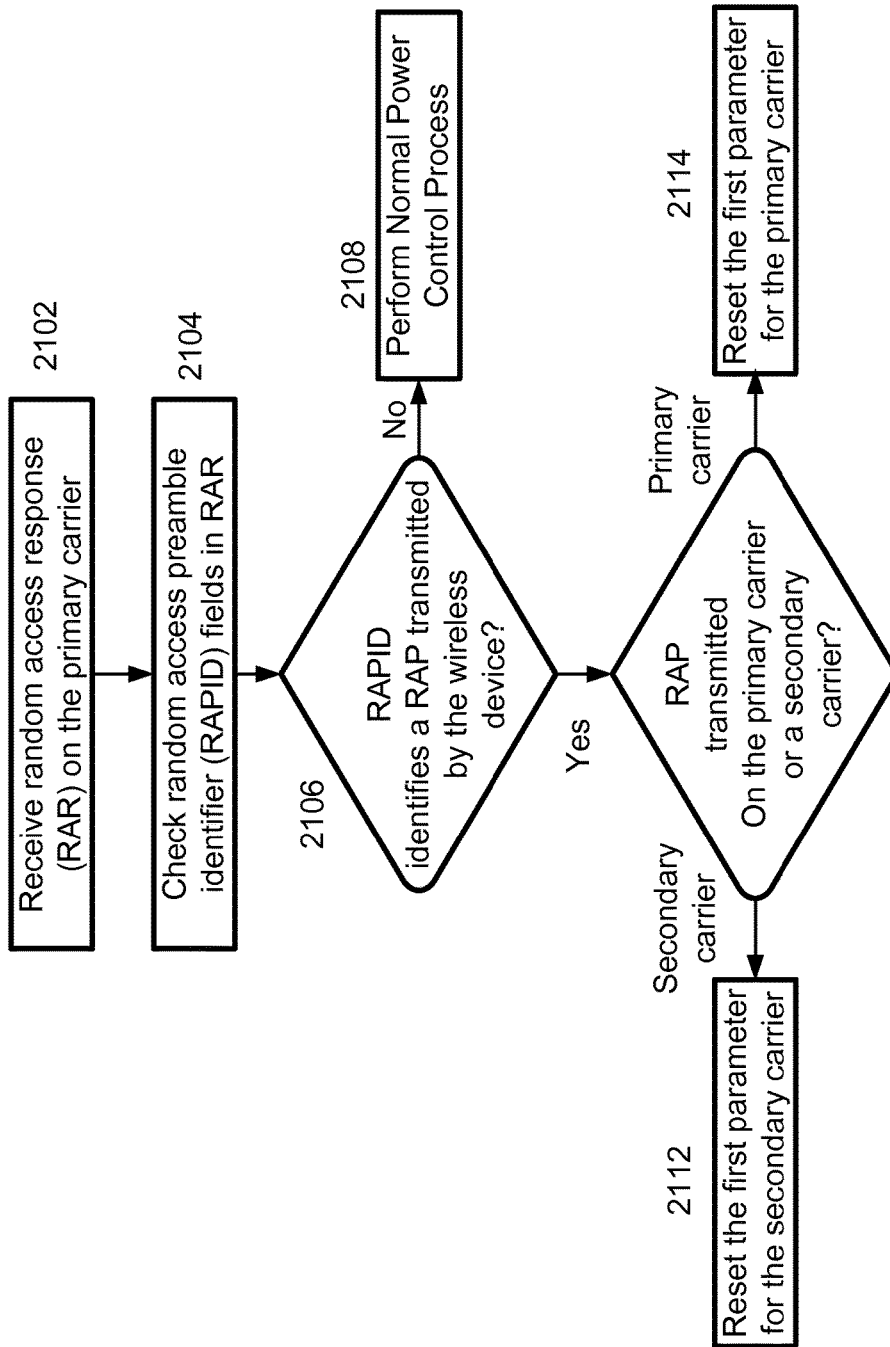 2102
Receive random access response
(RAR) on the primary carrier
2104
Check random access preamble
identifier (RAPID) fields in RAR
2106
RAPID
identifies a RAP transmitted
by the wireless
device?
No
2108
Perform Normal Power
Control Process
Yes
RAP
transmitted
On the primary carrier
or a secondary
carrier?
Secondary
carrier
Primary
carrier
2112
Reset the first parameter
for the secondary carrier
2114
Reset the first parameter
for the primary carrier